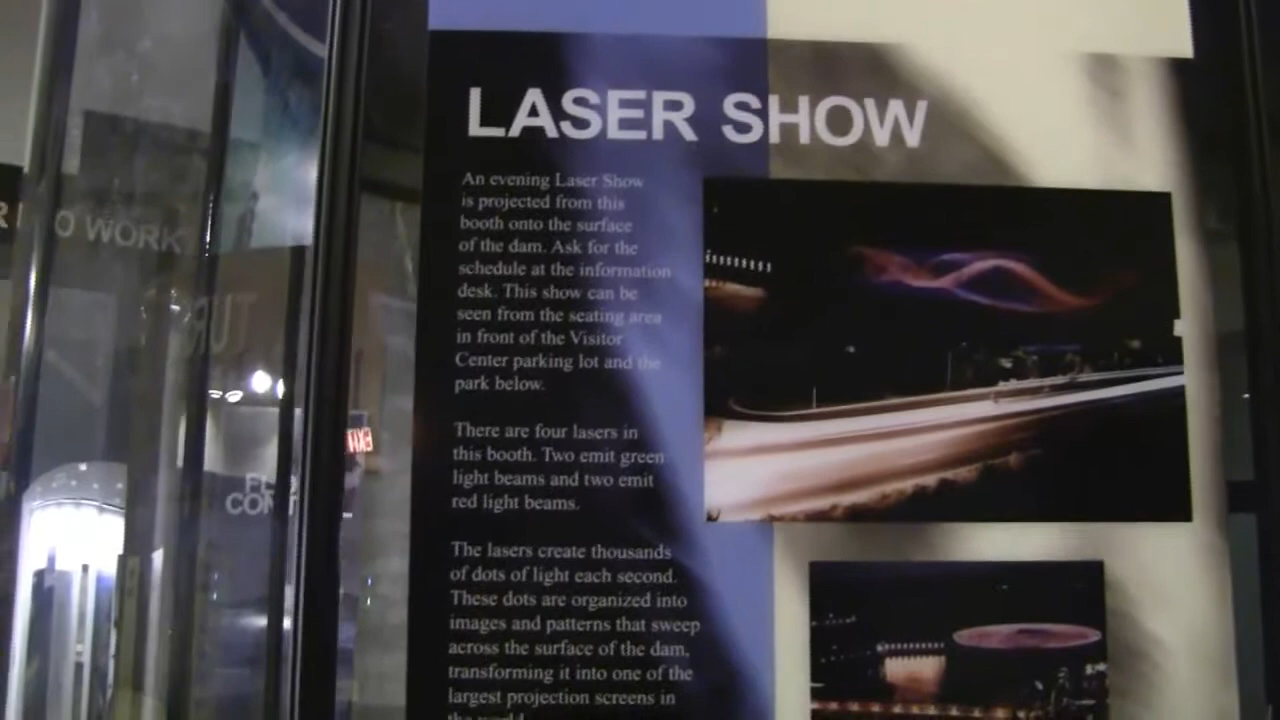 LASER SHOW
An evening Laser Show
is projected from this
booth onto the surface
of the dam. Ask for the
schedule at the information
desk. This show can be
seen from the seating area
in front of the Visitor
Center parking lot and the
park below.
There are four lasers in
this booth. Two emit green
light beams and two emit
red light beams.
The lasers create thousands
of dots of light each second.
These dots are organized into
images and patterns that sweep
across the surface of the dam,
transforming it into one of the
largest projection screens in
the world.
WORK
EXIT